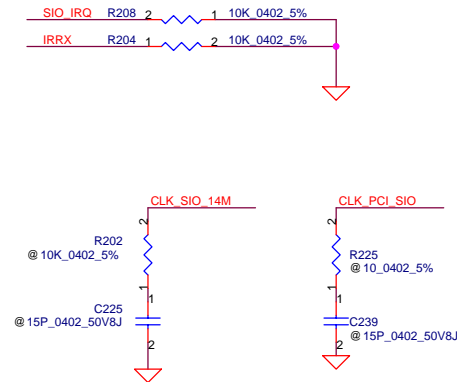 SIO_IRQ R208 2 1 10K_0402_5%
IRRX R204 1 2 10K_0402_5%
CLK_SIO_14M CLK_PCI_SIO
2 2
R202 R225
@ 10K_0402_5% @ 10_0402_5%
1 1
C225 1 1 C239
@ 15P_0402_50V8J @ 15P_0402_50V8J
2 2